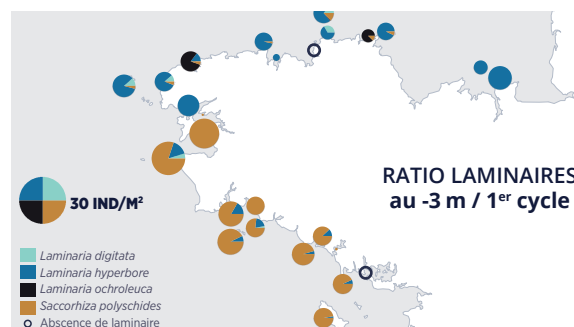 RATIO LAMINAIRES
au -3 m / 1er cycle
30 IND/M²
Laminaria digitata
Laminaria hyperbore
Laminaria ochroleuca
Saccorhiza polyschides
Abscence de laminaire